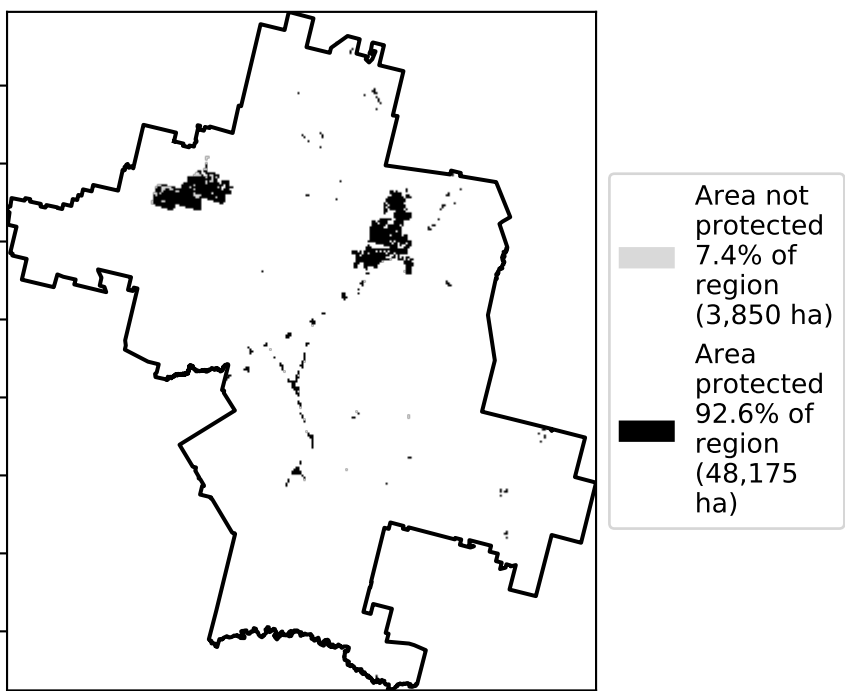 Area not
protected
7.4% of
region
(3,850 ha)
Area
protected
92.6% of
region
(48,175
ha)